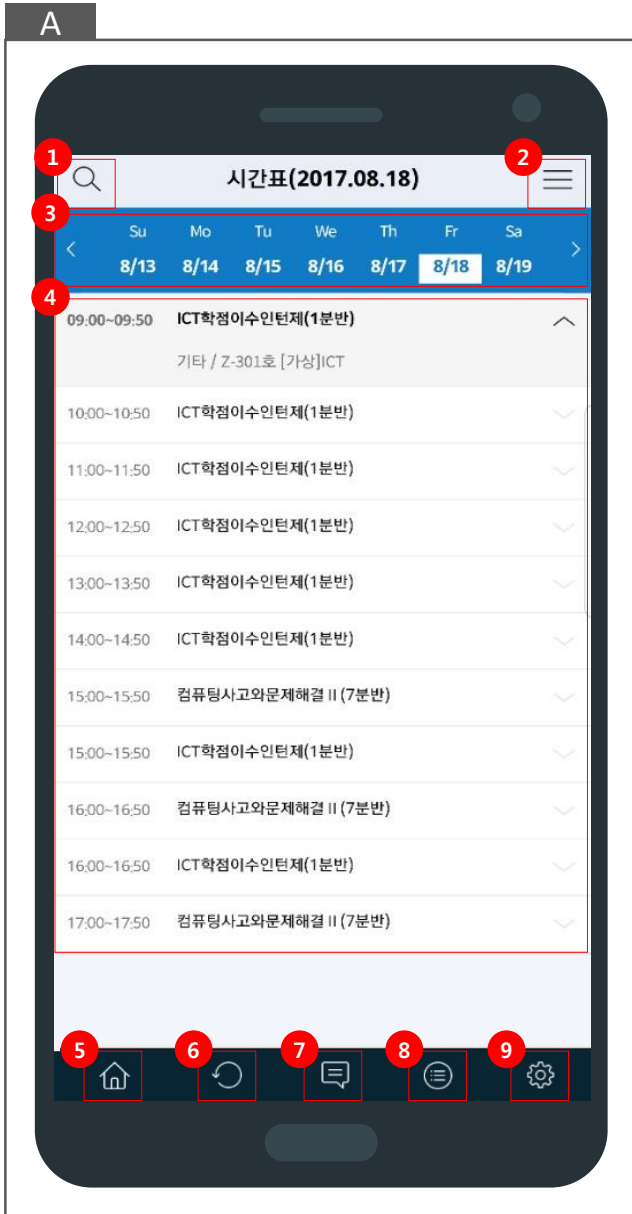 A
1
2
시간표(2017.08.18)
3
Su Mo Tu We Th Fr Sa
8/13 8/14 8/15 8/16 8/17 8/18 8/19
4
09:00~09:50 ICT학점이수인턴제(1분반)
기타 / Z-301호 [가상]ICT
10:00~10:50 ICT학점이수인턴제(1분반)
11:00~11:50 ICT학점이수인턴제(1분반)
12:00~12:50 ICT학점이수인턴제(1분반)
13:00~13:50 ICT학점이수인턴제(1분반)
14:00~14:50 ICT학점이수인턴제(1분반)
15:00~15:50 컴퓨팅사고와문제해결 II (7분반)
15:00~15:50 ICT학점이수인턴제(1분반)
16:00~16:50 컴퓨팅사고와문제해결 II (7분반)
16:00~16:50 ICT학점이수인턴제(1분반)
17:00~17:50 컴퓨팅사고와문제해결 II (7분반)
5 6 7 8 9